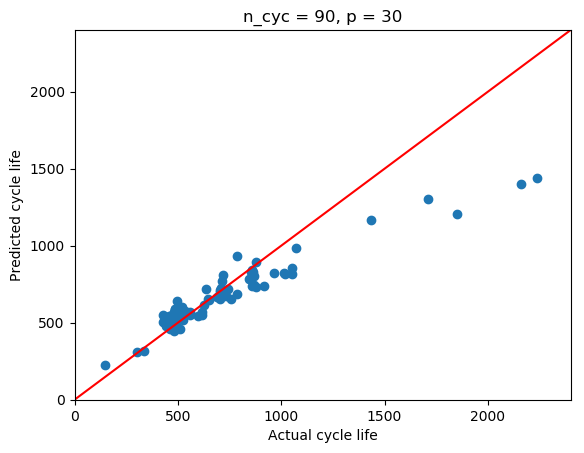 n_cyc = 90, p = 30
2000
1500
1000
500
0
Predicted cycle life
0 500 1000 1500 2000
Actual cycle life